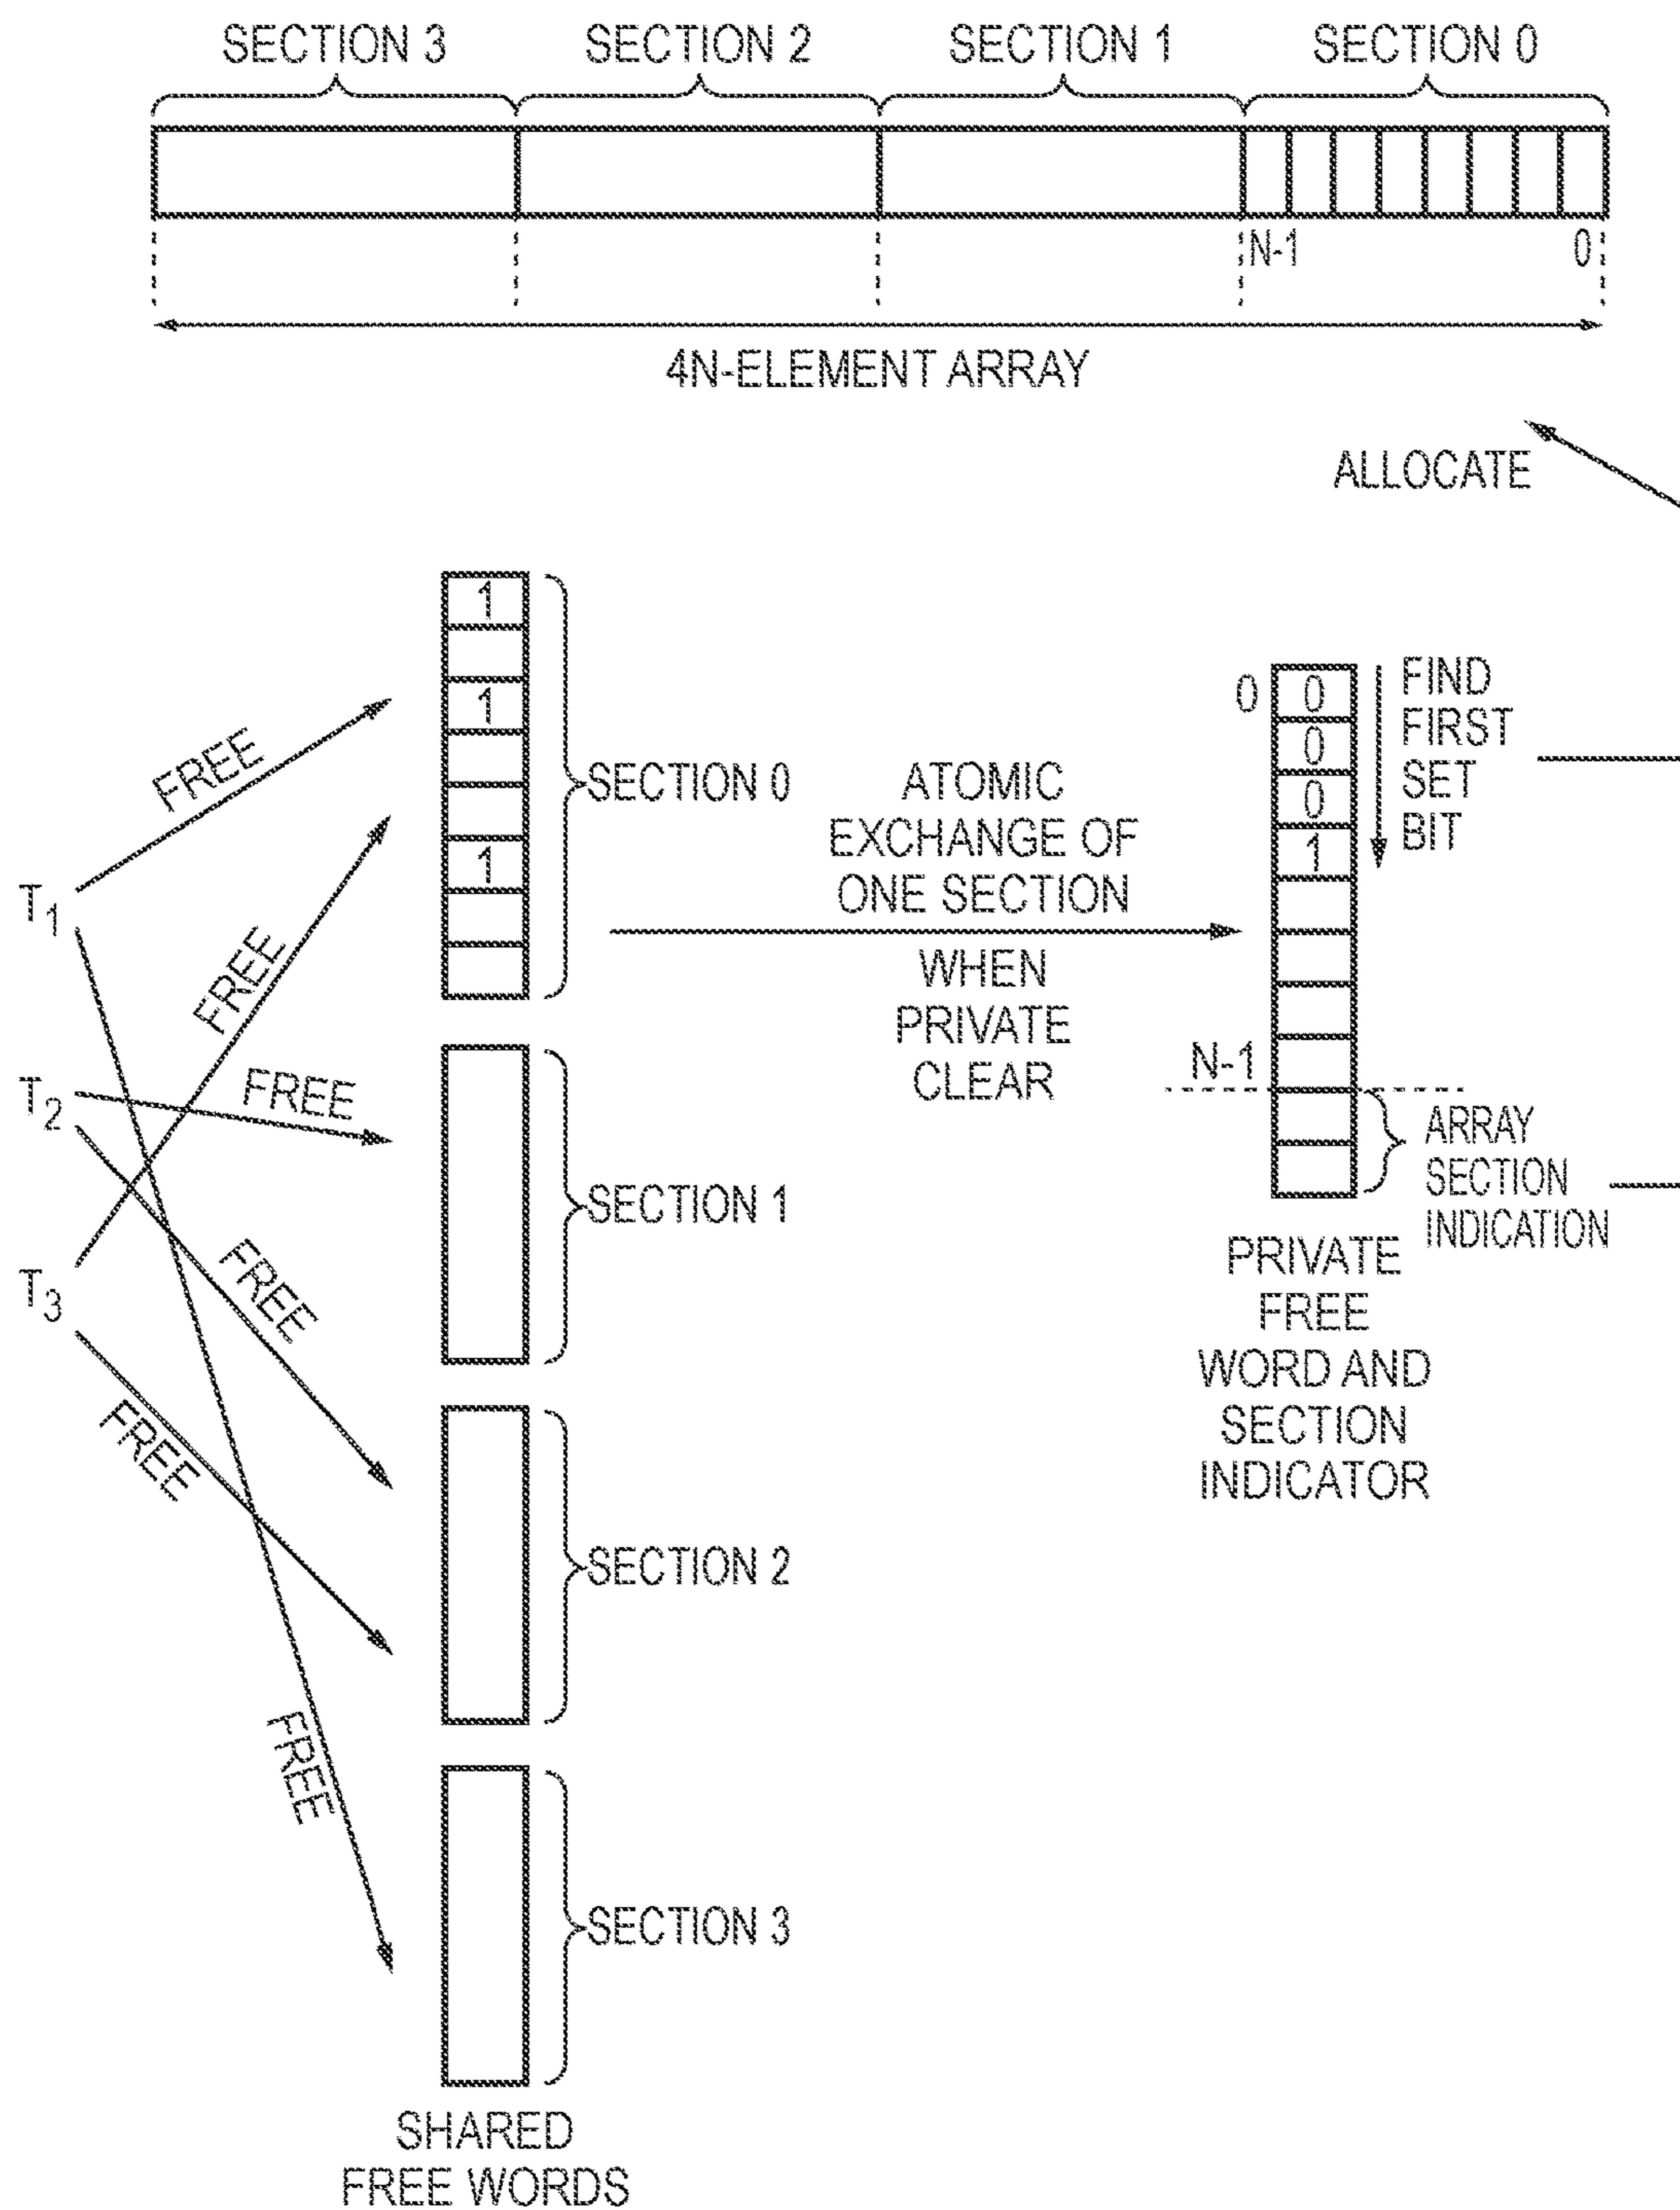 SECTION 3 SECTION 2 SECTION 1 SECTION 0
N-1 0
4N-ELEMENT ARRAY
ALLOCATE
1
1
1
SECTION 0
FREE
FREE
FREE
FREE
FREE
FREE
T1
T2
T3
SECTION 1
SECTION 2
SECTION 3
SHARED
FREE WORDS
ATOMIC
EXCHANGE OF
ONE SECTION
WHEN
PRIVATE
CLEAR
0 0
0
0
1
N-1
FIND
FIRST
SET
BIT
ARRAY
SECTION
INDICATION
PRIVATE
FREE
WORD AND
SECTION
INDICATOR